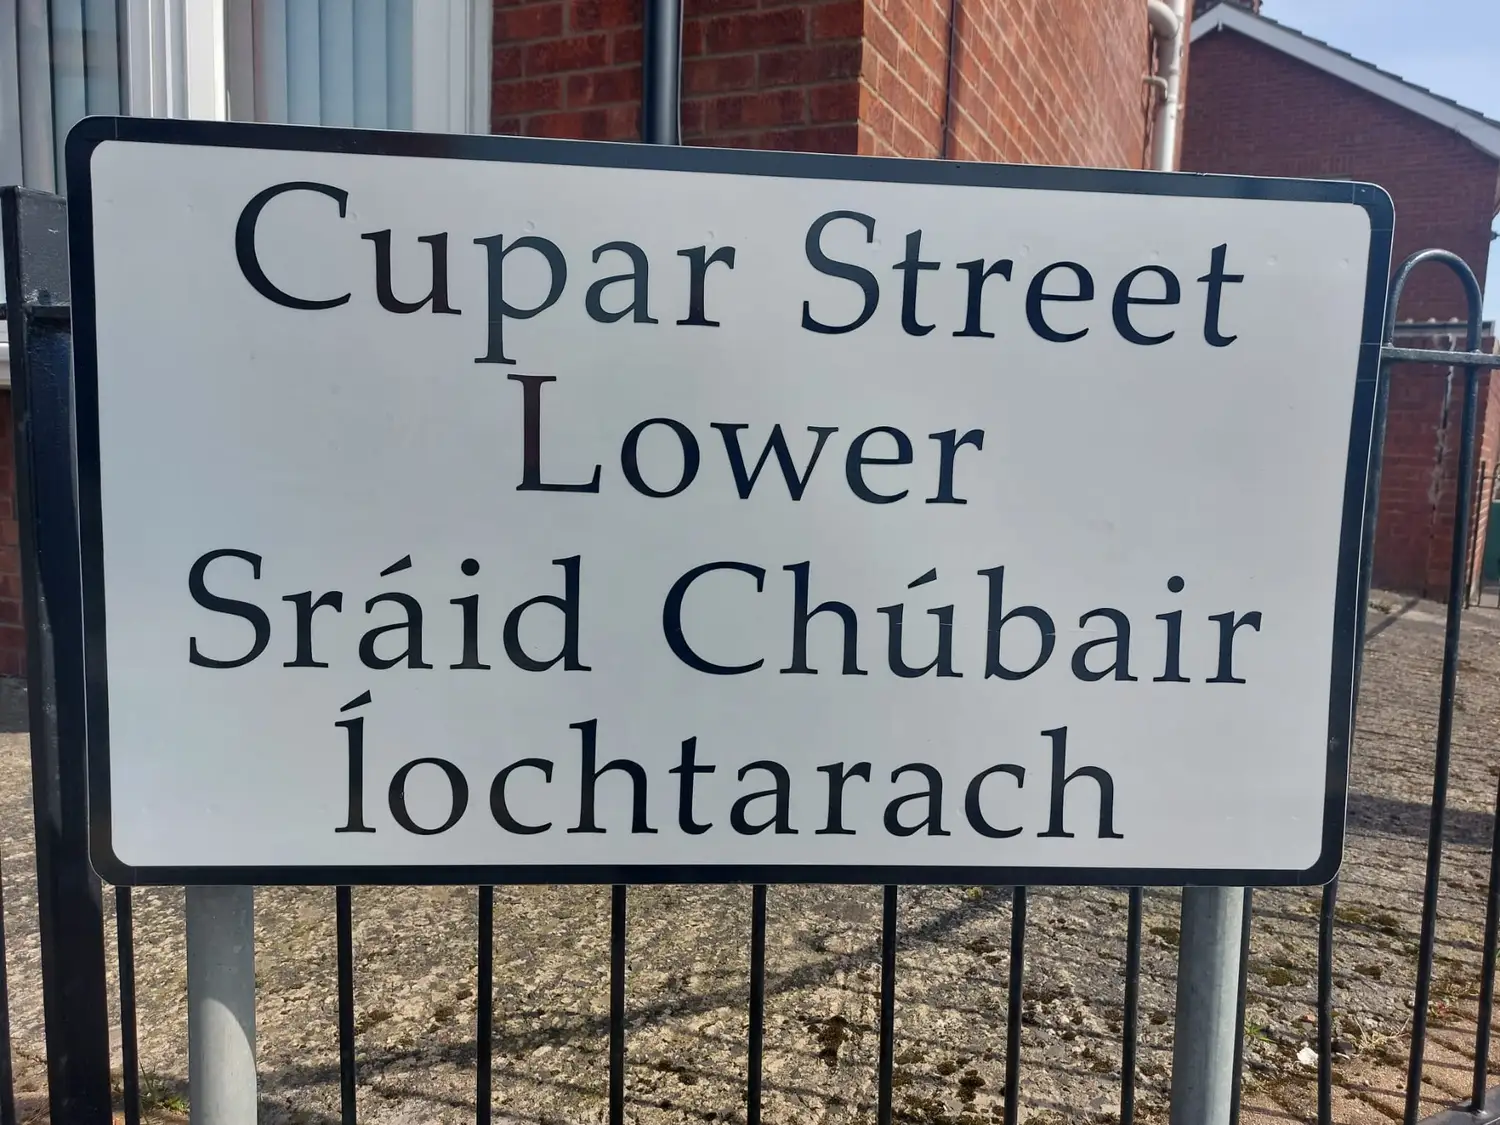 Cupar Street
Lower
Sráid Chúbair
Íochtarach